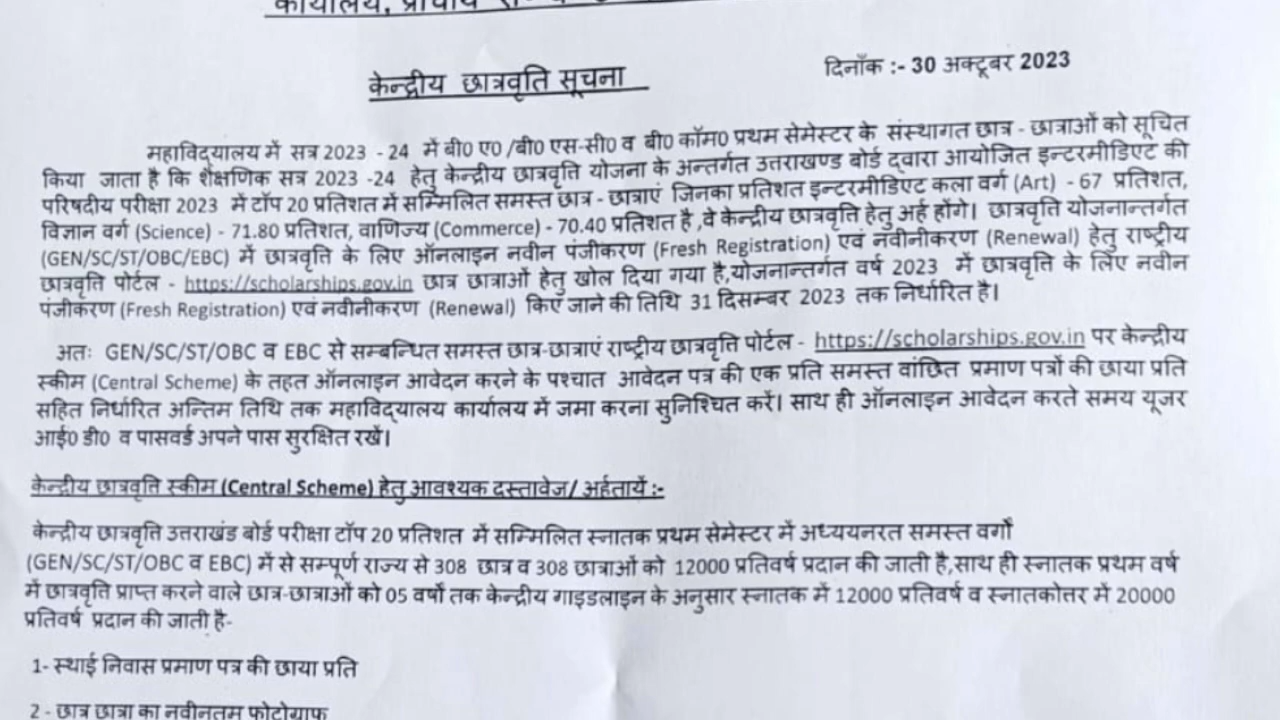 कार्यालय, प्राचार्य
दिनाँक :- 30 अक्टूबर 2023
केन्द्रीय छात्रवृति सूचना
महाविद्यालय में सत्र 2023 - 24 में बी0 ए0 /बी0 एस-सी0 व बी0 कॉम0 प्रथम सेमेस्टर के संस्थागत छात्र - छात्राओं को सूचित
किया जाता है कि शैक्षणिक सत्र 2023 -24 हेतु केन्द्रीय छात्रवृति योजना के अन्तर्गत उत्तराखण्ड बोर्ड द्वारा आयोजित इन्टरमीडिएट की
परिषदीय परीक्षा 2023 में टॉप 20 प्रतिशत में सम्मिलित समस्त छात्र - छात्राएं जिनका प्रतिशत इन्टरमीडिएट कला वर्ग (Art) - 67 प्रतिशत,
विज्ञान वर्ग (Science) - 71.80 प्रतिशत, वाणिज्य (Commerce) - 70.40 प्रतिशत है ,वे केन्द्रीय छात्रवृति हेतु अर्ह होंगे। छात्रवृति योजनान्तर्गत
(GEN/SC/ST/OBC/EBC) में छात्रवृति के लिए ऑनलाइन नवीन पंजीकरण (Fresh Registration) एवं नवीनीकरण (Renewal) हेतु राष्ट्रीय
छात्रवृति पोर्टल - https://scholarships.gov.in छात्र छात्राओं हेतु खोल दिया गया है,योजनान्तर्गत वर्ष 2023 में छात्रवृति के लिए नवीन
पंजीकरण (Fresh Registration) एवं नवीनीकरण (Renewal) किए जाने की तिथि 31 दिसम्बर 2023 तक निर्धारित है।
अतः GEN/SC/ST/OBC व EBC से सम्बन्धित समस्त छात्र-छात्राएं राष्ट्रीय छात्रवृति पोर्टल - https://scholarships.gov.in पर केन्द्रीय
स्कीम (Central Scheme) के तहत ऑनलाइन आवेदन करने के पश्चात आवेदन पत्र की एक प्रति समस्त वांछित प्रमाण पत्रों की छाया प्रति
सहित निर्धारित अन्तिम तिथि तक महाविद्यालय कार्यालय में जमा करना सुनिश्चित करें। साथ ही ऑनलाइन आवेदन करते समय यूजर
आई0 डी0 व पासवर्ड अपने पास सुरक्षित रखें।
केन्द्रीय छात्रवृति स्कीम (Central Scheme) हेतु आवश्यक दस्तावेज/ अर्हतायें :-
केन्द्रीय छात्रवृति उत्तराखंड बोर्ड परीक्षा टॉप 20 प्रतिशत में सम्मिलित स्नातक प्रथम सेमेस्टर में अध्ययनरत समस्त वर्गो
(GEN/SC/ST/OBC व EBC) में से सम्पूर्ण राज्य से 308 छात्र व 308 छात्राओं को 12000 प्रतिवर्ष प्रदान की जाती है,साथ ही स्नातक प्रथम वर्ष
में छात्रवृति प्राप्त करने वाले छात्र-छात्राओं को 05 वर्षों तक केन्द्रीय गाइडलाइन के अनुसार स्नातक में 12000 प्रतिवर्ष व स्नातकोत्तर में 20000
प्रतिवर्ष प्रदान की जाती है-
1- स्थाई निवास प्रमाण पत्र की छाया प्रति
2 - छात्र छात्रा का नवीनतम फोटोग्राफ